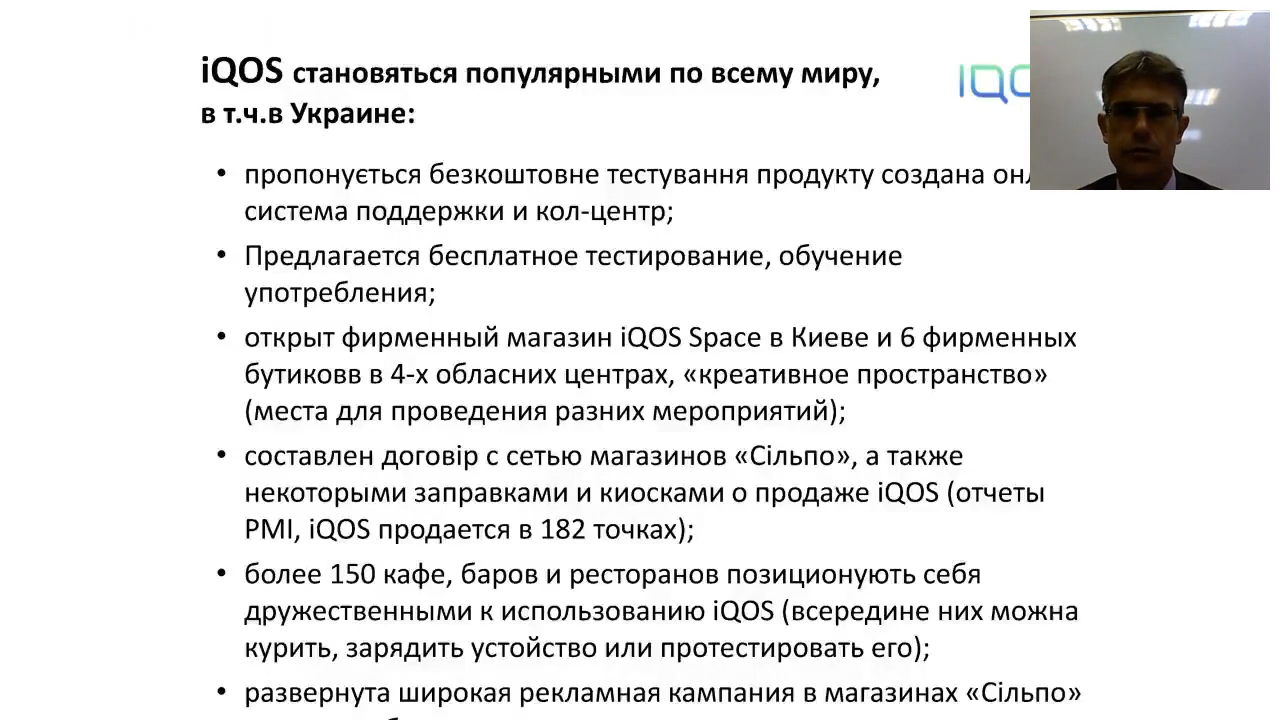 iQOS становяться популярными по всему миру,
в т.ч.в Украине:
IQO
• пропонується безкоштовне тестування продукту создана
система поддержки и кол-центр;
• Предлагается бесплатное тестирование, обучение
употребления;
• открыт фирменный магазин iQOS Space в Киеве и 6 фирменных
бутиковв в 4-х обласних центрах, «креативное пространство»
(места для проведения разних мероприятий);
• составлен договір с сетью магазинов «Сільпо», а также
некоторыми заправками и киосками о продаже iQOS (отчеты
PMI, iQOS продается в 182 точках);
• более 150 кафе, баров и ресторанов позиционують себя
дружественными к использованию iQOS (всередине них можна
курить, зарядить устройство или протестировать его);
• развернута широкая рекламная кампания в магазинах «Сільпо»